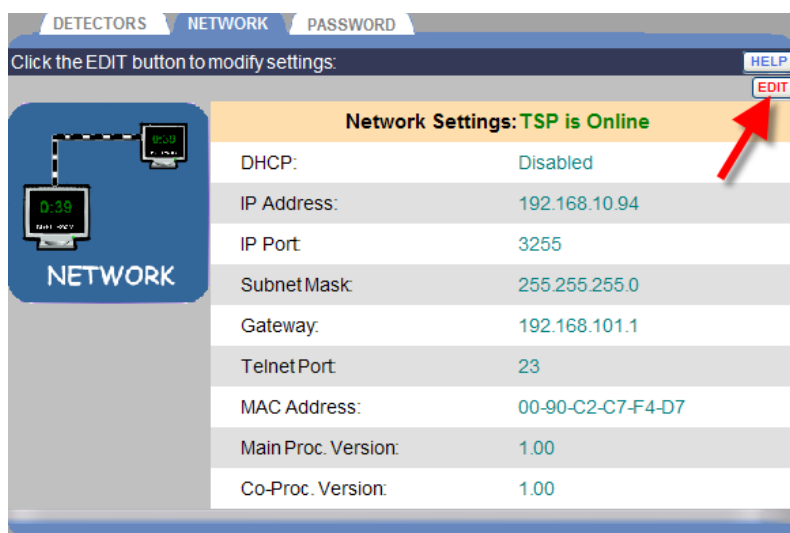 DETECTORS NETWORK PASSWORD
Click the EDIT button to modify settings:
HELP
EDIT
Network Settings: TSP is Online
DHCP: Disabled
IP Address: 192.168.10.94
IP Port: 3255
Subnet Mask: 255.255.255.0
Gateway: 192.168.101.1
Telnet Port: 23
MAC Address: 00-90-C2-C7-F4-D7
Main Proc. Version: 1.00
Co-Proc. Version: 1.00
0:39
0:39
NETWORK